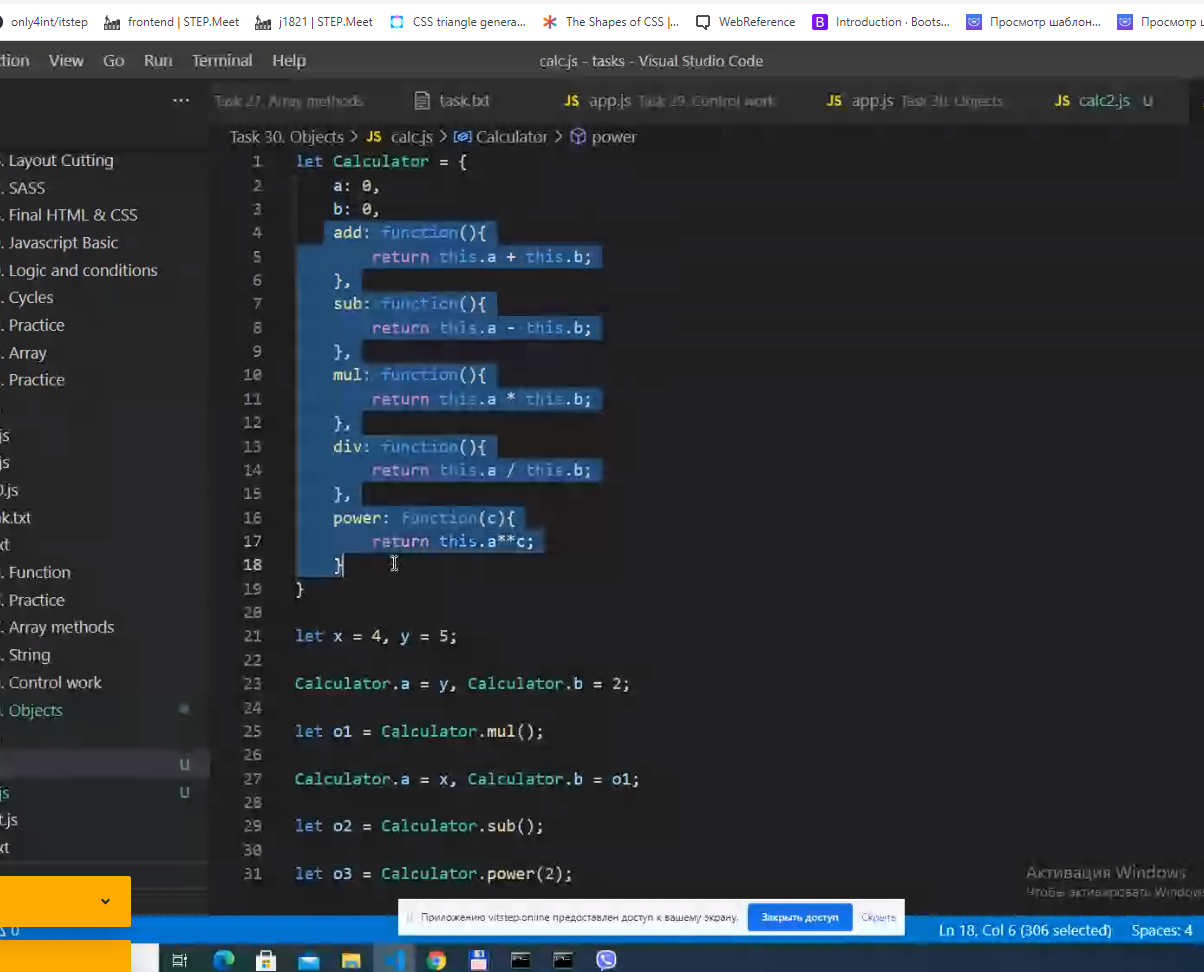 only4int/itstep
frontend | STEP.Meet
j1821 | STEP.Meet
CSS triangle genera...
The Shapes of CSS |...
WebReference
B Introduction · Boots...
Просмотр шаблон...
Просмотр ш
tion View Go Run Terminal Help
calc.js - tasks - Visual Studio Code
...
Task 27. Array methods
task.txt
JS app.js Task 29. Control work
JS app.js Task 30. Objects
JS calc2.js U
Task 30. Objects > JS calc.js > Calculator > power
. Layout Cutting
. SASS
. Final HTML & CSS
. Javascript Basic
. Logic and conditions
. Cycles
. Practice
. Array
. Practice
js
js
0.js
k.txt
xt
. Function
. Practice
. Array methods
. String
. Control work
. Objects
U
js U
t.js
xt
1 let Calculator = {
2 a: 0,
3 b: 0,
4 add: function(){
5 return this.a + this.b;
6 },
7 sub: function(){
8 return this.a - this.b;
9 },
10 mul: function(){
11 return this.a * this.b;
12 },
13 div: function(){
14 return this.a / this.b;
15 },
16 power: function(c){
17 return this.a**c;
18 }
19 }
20
21 let x = 4, y = 5;
22
23 Calculator.a = y, Calculator.b = 2;
24
25 let o1 = Calculator.mul();
26
27 Calculator.a = x, Calculator.b = o1;
28
29 let o2 = Calculator.sub();
30
31 let o3 = Calculator.power(2);
Активация Windows
Чтобы активировать Windows
Приложению vitstep.online предоставлен доступ к вашему экрану.
Закрыть доступ
Скрыть
0
Ln 18, Col 6 (306 selected)
Spaces: 4